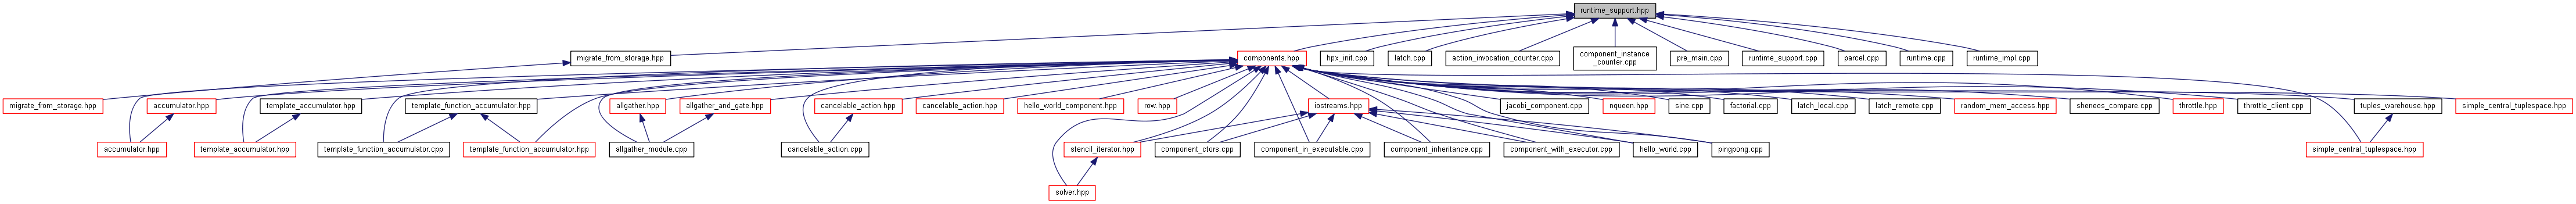 runtime_support.hpp
migrate_from_storage.hpp
components.hpp
hpx_init.cpp
latch.cpp
action_invocation_counter.cpp
component_instance
_counter.cpp
pre_main.cpp
runtime_support.cpp
parcel.cpp
runtime.cpp
runtime_impl.cpp
migrate_from_storage.hpp
accumulator.hpp
template_accumulator.hpp
template_function_accumulator.hpp
allgather.hpp
allgather_and_gate.hpp
cancelable_action.hpp
cancelable_action.hpp
hello_world_component.hpp
row.hpp
iostreams.hpp
jacobi_component.cpp
nqueen.hpp
sine.cpp
factorial.cpp
latch_local.cpp
latch_remote.cpp
random_mem_access.hpp
sheneos_compare.cpp
throttle.hpp
throttle_client.cpp
tuples_warehouse.hpp
simple_central_tuplespace.hpp
accumulator.hpp
template_accumulator.hpp
template_function_accumulator.cpp
template_function_accumulator.hpp
allgather_module.cpp
cancelable_action.cpp
stencil_iterator.hpp
component_ctors.cpp
component_in_executable.cpp
component_inheritance.cpp
component_with_executor.cpp
hello_world.cpp
pingpong.cpp
simple_central_tuplespace.hpp
solver.hpp